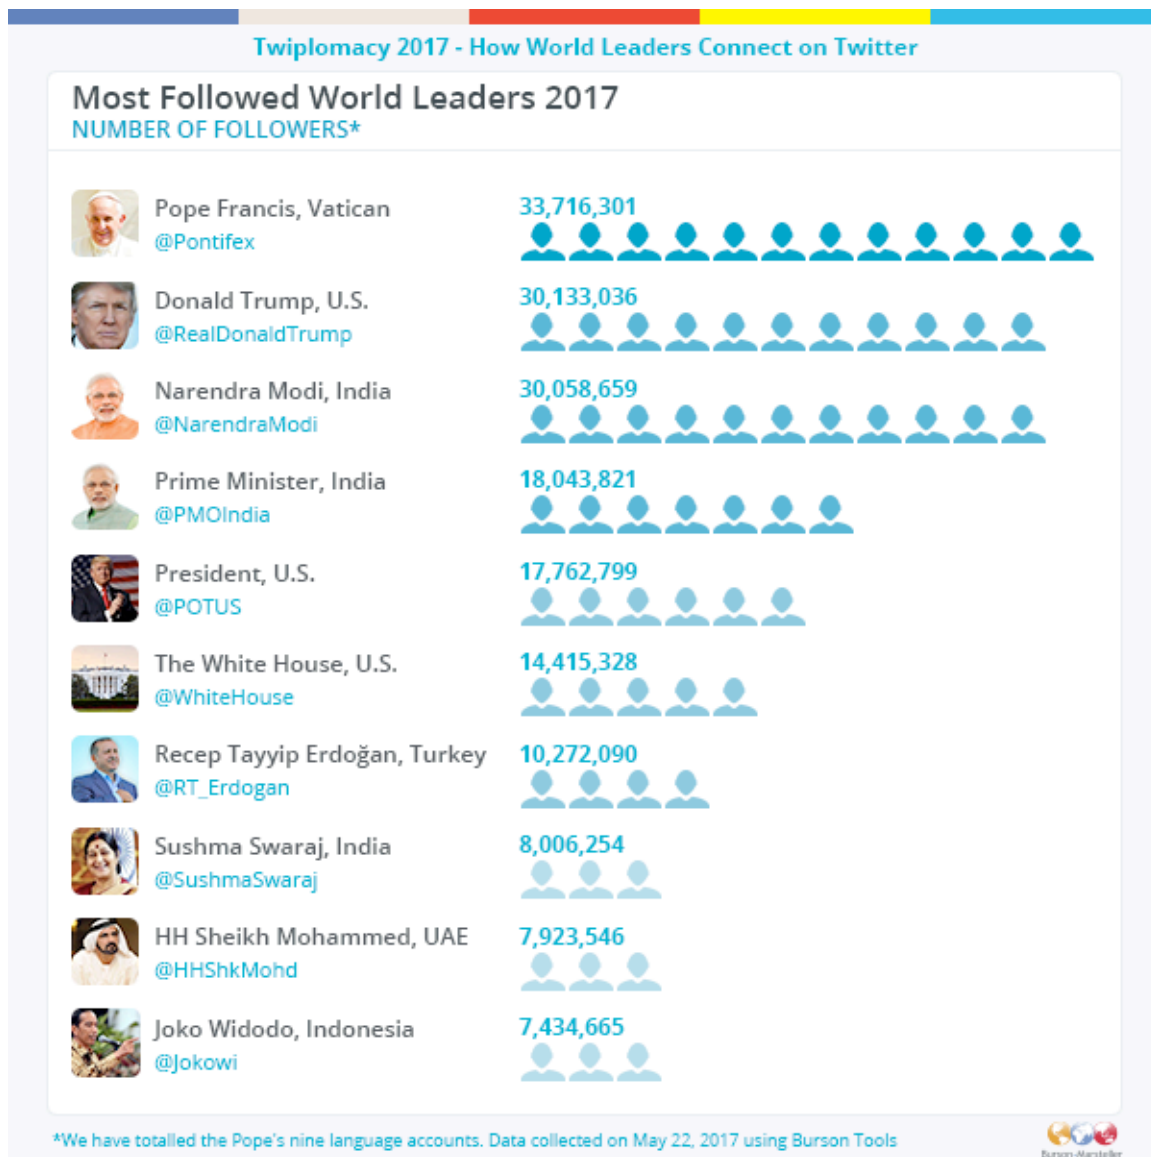 Twiplomacy 2017 - How World Leaders Connect on Twitter
Most Followed World Leaders 2017
NUMBER OF FOLLOWERS*
Pope Francis, Vatican
@Pontifex
33,716,301
Donald Trump, U.S.
@RealDonaldTrump
30,133,036
Narendra Modi, India
@NarendraModi
30,058,659
Prime Minister, India
@PMOIndia
18,043,821
President, U.S.
@POTUS
17,762,799
The White House, U.S.
@WhiteHouse
14,415,328
Recep Tayyip Erdoğan, Turkey
@RT_Erdogan
10,272,090
Sushma Swaraj, India
@SushmaSwaraj
8,006,254
HH Sheikh Mohammed, UAE
@HHShkMohd
7,923,546
Joko Widodo, Indonesia
@Jokowi
7,434,665
*We have totalled the Pope's nine language accounts. Data collected on May 22, 2017 using Burson Tools
Burson-Marsteller